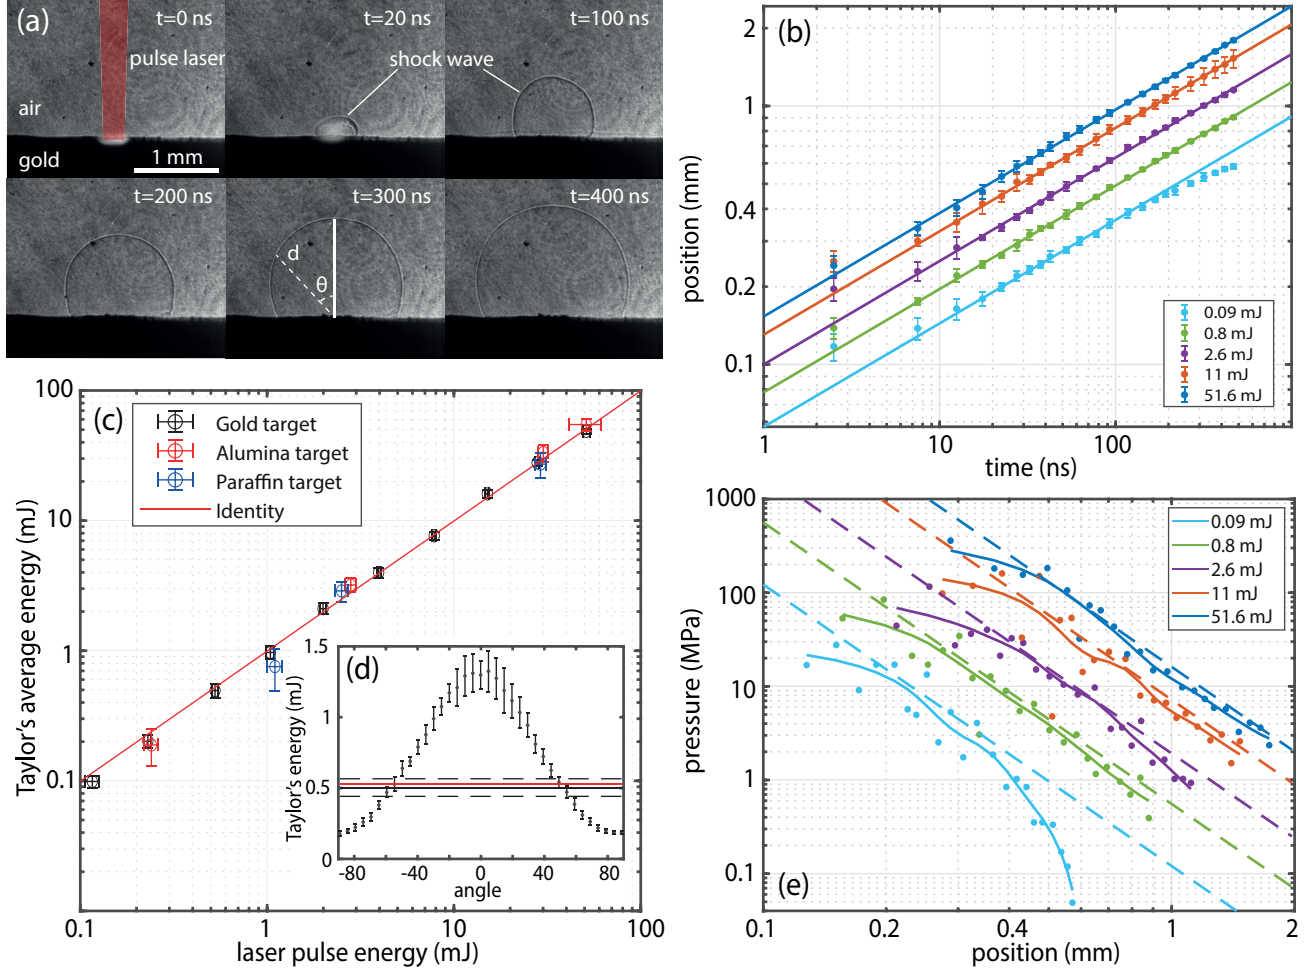 (a)
t=0 ns
t=20 ns
t=100 ns
pulse laser
shock wave
air
gold
1 mm
t=200 ns
t=300 ns
t=400 ns
d
θ
(b)
2
1
0.4
0.2
0.1
position (mm)
0.09 mJ
0.8 mJ
2.6 mJ
11 mJ
51.6 mJ
1
10
100
time (ns)
(c)
100
10
1
0.1
Taylor's average energy (mJ)
Gold target
Alumina target
Paraffin target
Identity
0.1
1
10
100
laser pulse energy (mJ)
(d)
1.5
1
0.5
0
Taylor's energy (mJ)
-80
-40
0
40
80
angle
1000
100
10
1
0.1
pressure (MPa)
0.09 mJ
0.8 mJ
2.6 mJ
11 mJ
51.6 mJ
(e)
0.1
0.2
0.4
1
2
position (mm)